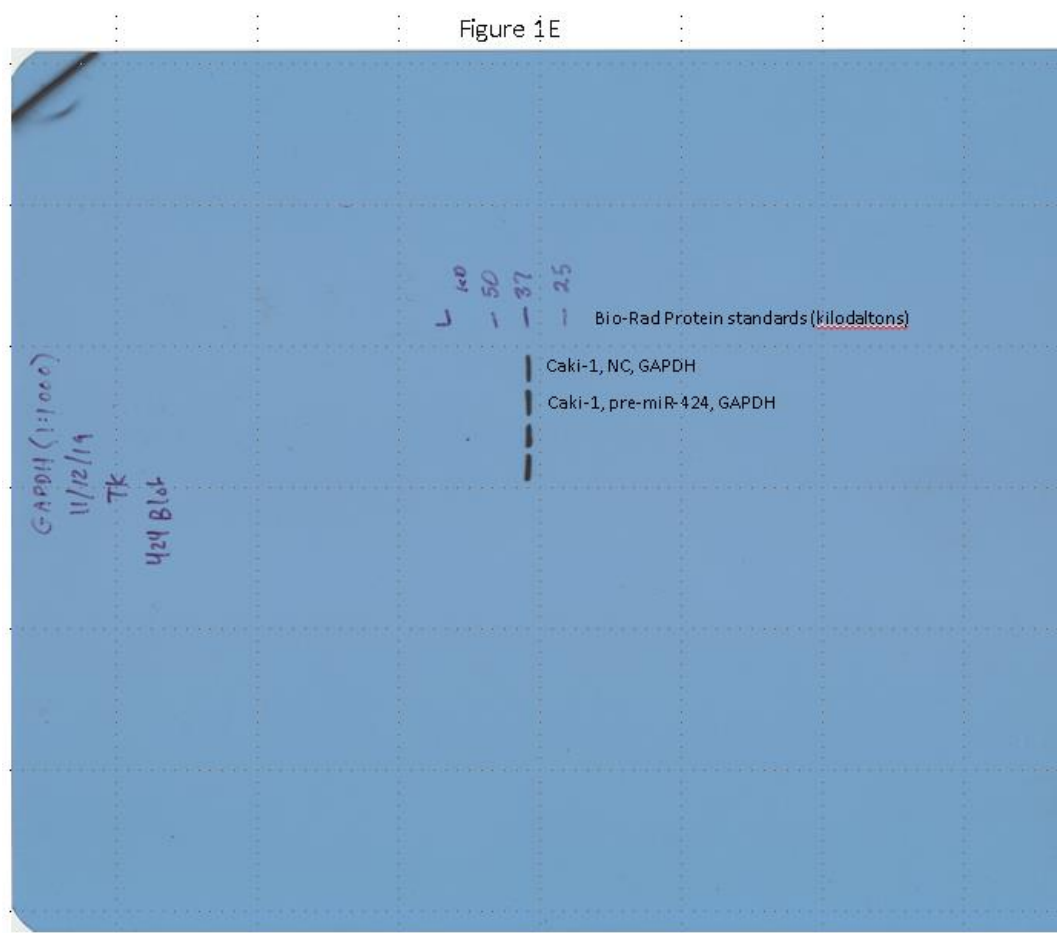 Figure 1E
L
KD
- 50
- 37
- 25
Bio-Rad Protein standards (kilodaltons)
Caki-1, NC, GAPDH
Caki-1, pre-miR-424, GAPDH
GAPDH (1:1000)
11/12/19
TK
424 Blot